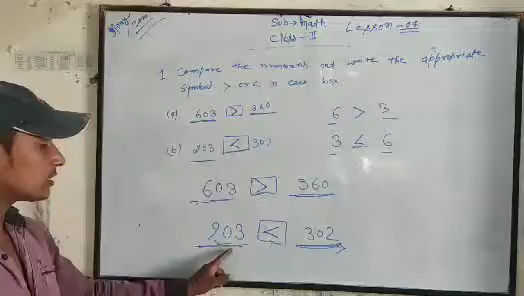 Sub - Math Lesson - 04
Class - II
1 Compare the numbers and write the appropriate
symbol > or < in each box
(a) 603 > 360
6 > 3
(b) 203 < 302
3 ≤ 6
603 > 360
203 < 302